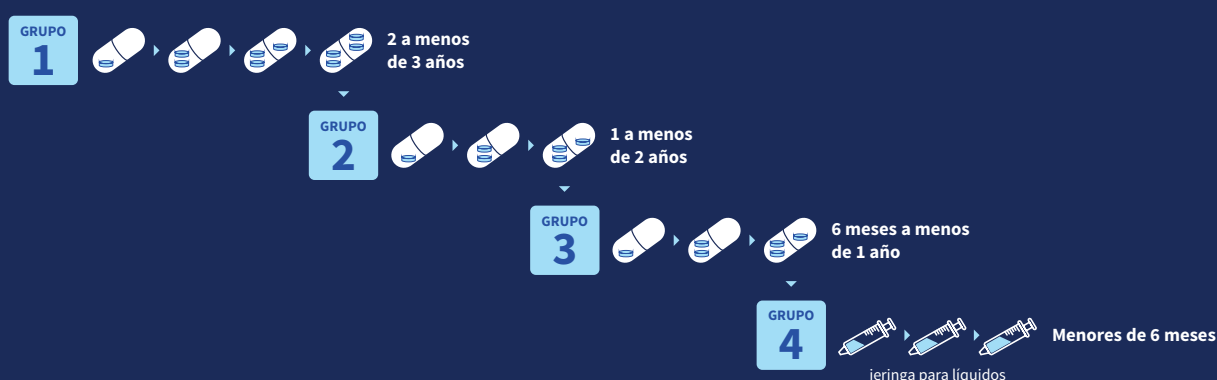 GRUPO
1
2 a menos
de 3 años
GRUPO
2
1 a menos
de 2 años
GRUPO
3
6 meses a menos
de 1 año
GRUPO
4
Menores de 6 meses
jeringa para líquidos